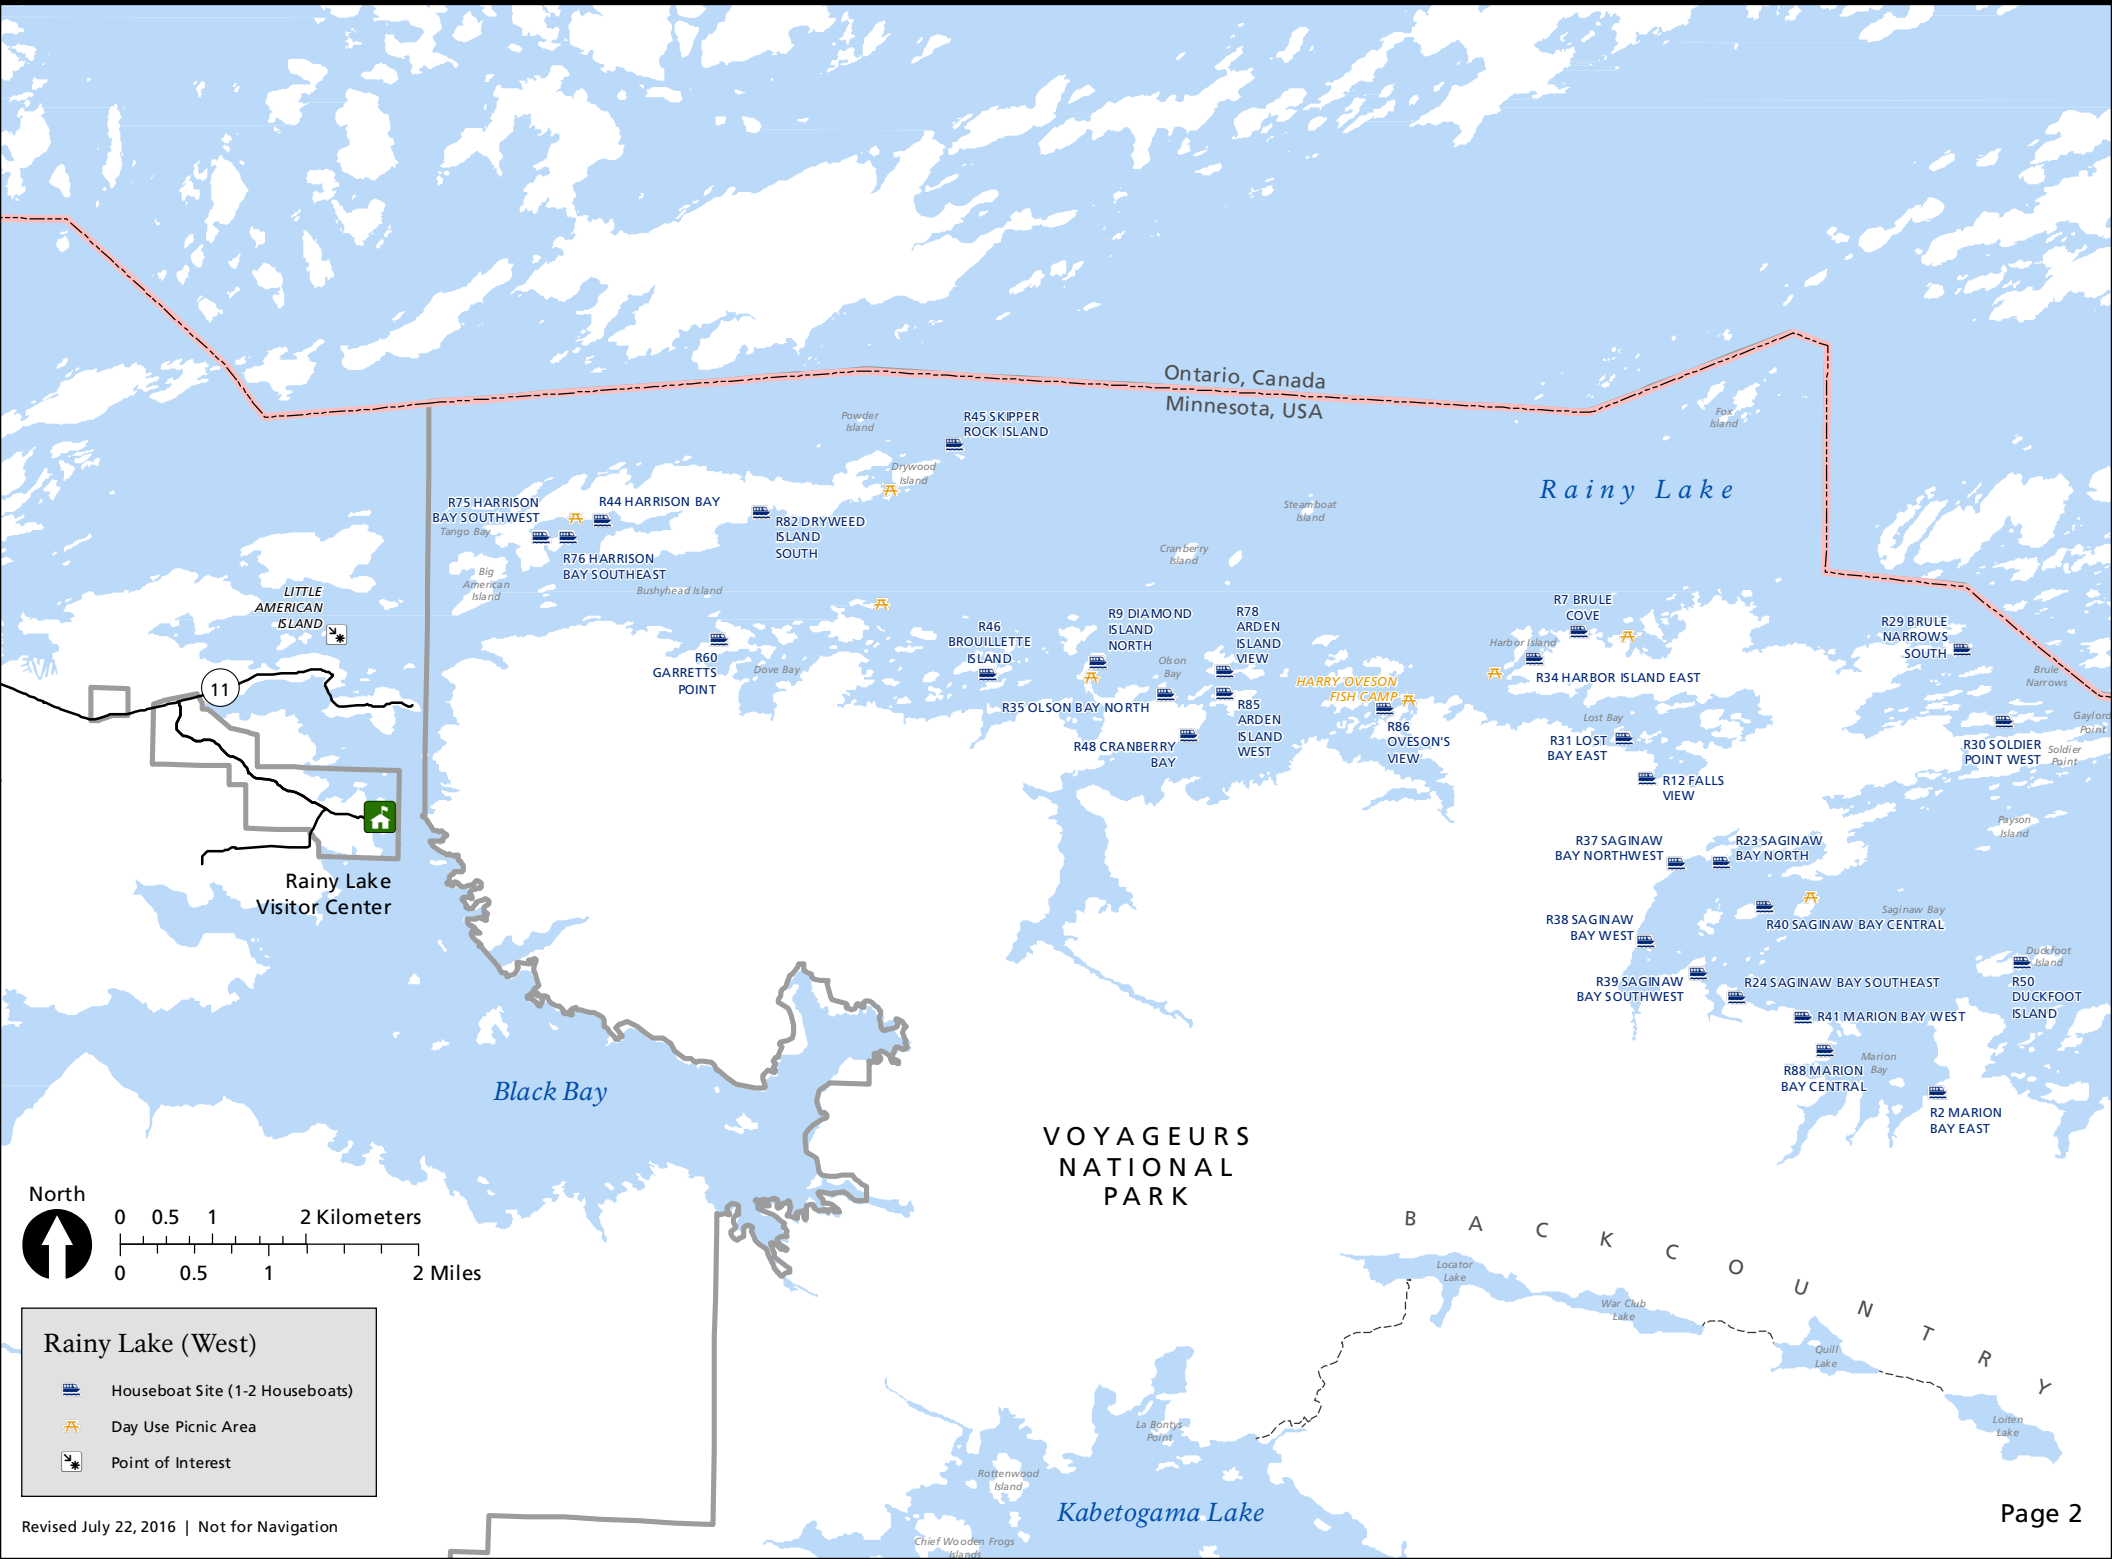 Ontario, Canada
Minnesota, USA
Powder
Island
R45 SKIPPER
ROCK ISLAND
Fox
Island
Drywood
Island
Rainy Lake
R75 HARRISON
BAY SOUTHWEST
R44 HARRISON BAY
Tango Bay
R82 DRYWEED
ISLAND
SOUTH
Steamboat
Island
R76 HARRISON
BAY SOUTHEAST
Big
American
Island
Bushyhead Island
Cranberry
Island
LITTLE
AMERICAN
ISLAND
11
R60
GARRETTS
POINT
Dove Bay
R46
BROUILLETTE
ISLAND
R9 DIAMOND
ISLAND
NORTH
Olson
Bay
R78
ARDEN
ISLAND
VIEW
R35 OLSON BAY NORTH
R85
ARDEN
ISLAND
WEST
R48 CRANBERRY
BAY
HARRY OVESON
FISH CAMP
R86
OVESON'S
VIEW
R7 BRULE
COVE
Harbor Island
R34 HARBOR ISLAND EAST
Lost Bay
R31 LOST
BAY EAST
R12 FALLS
VIEW
R29 BRULE
NARROWS
SOUTH
Brule
Narrows
Gaylord
Point
R30 SOLDIER
POINT WEST
Soldier
Point
Payson
Island
R37 SAGINAW
BAY NORTHWEST
R23 SAGINAW
BAY NORTH
Saginaw Bay
R40 SAGINAW BAY CENTRAL
R38 SAGINAW
BAY WEST
Duckfoot
Island
R39 SAGINAW
BAY SOUTHWEST
R24 SAGINAW BAY SOUTHEAST
R50
DUCKFOOT
ISLAND
R41 MARION BAY WEST
Marion
Bay
R88 MARION
BAY CENTRAL
R2 MARION
BAY EAST
Rainy Lake
Visitor Center
Black Bay
VOYAGEURS
NATIONAL
PARK
BACKCOUNTRY
Locator
Lake
War Club
Lake
Quill
Lake
Loiten
Lake
La Bontys
Point
Rottenwood
Island
Kabetogama Lake
Chief Wooden Frogs
Islands
North
0 0.5 1 2 Kilometers
0 0.5 1 2 Miles
Rainy Lake (West)
Houseboat Site (1-2 Houseboats)
Day Use Picnic Area
Point of Interest
Revised July 22, 2016 | Not for Navigation
Page 2